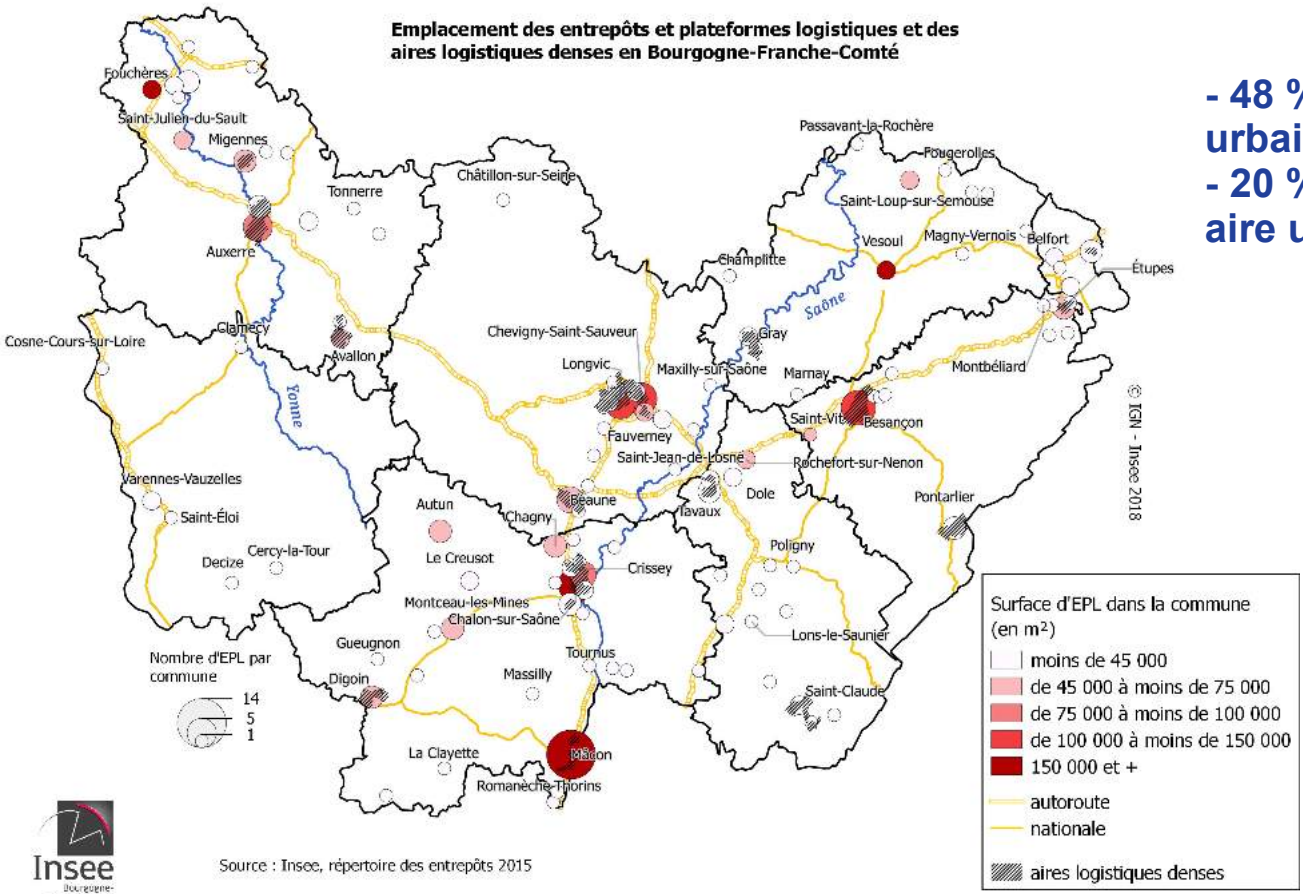 Emplacement des entrepôts et plateformes logistiques et des
aires logistiques denses en Bourgogne-Franche-Comté
- 48 %
urbai
- 20 %
aire u
Fouchères
Saint-Julien-du-Sault
Migennes
Tonnerre
Auxerre
Châtillon-sur-Seine
Passavant-la-Rochère
Fougerolles
Saint-Loup-sur-Semouse
Vesoul
Magny-Vernois
Belfort
Étupes
Champlitte
Saône
Cosne-Cours-sur-Loire
Clamecy
Avallon
Yonne
Chevigny-Saint-Sauveur
Longvic
Maxilly-sur-Saône
Gray
Marnay
Montbéliard
Saint-Vit
Besançon
Fauverney
Saint-Jean-de-Losne
Rochefort-sur-Nenon
Dole
Tavaux
Pontarlier
Varennes-Vauzelles
Saint-Éloi
Decize
Cercy-la-Tour
Autun
Beaune
Chagny
Le Creusot
Crissey
Poligny
Montceau-les-Mines
Chalon-sur-Saône
Lons-le-Saunier
Gueugnon
Tournus
Massilly
Digoin
Saint-Claude
La Clayette
Mâcon
Romanèche-Thorins
© IGN - Insee 2018
Nombre d'EPL par
commune
14
5
1
Surface d'EPL dans la commune
(en m²)
moins de 45 000
de 45 000 à moins de 75 000
de 75 000 à moins de 100 000
de 100 000 à moins de 150 000
150 000 et +
autoroute
nationale
aires logistiques denses
Insee
Bourgogne-
Source : Insee, répertoire des entrepôts 2015